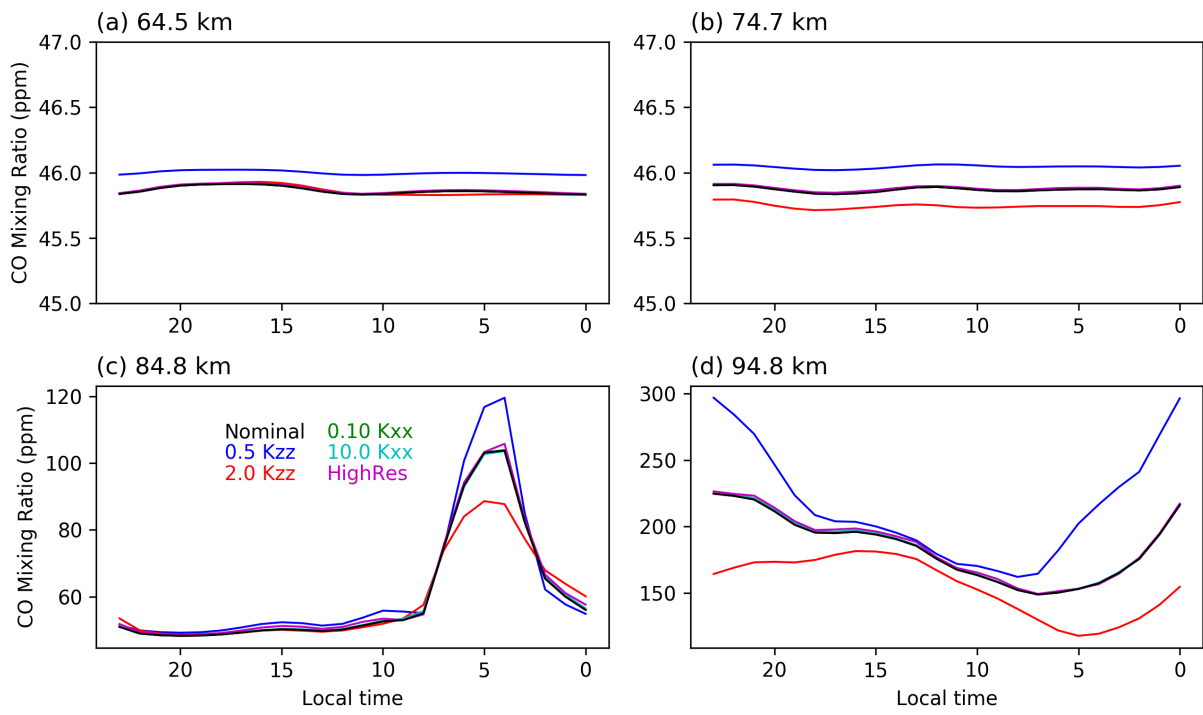 (a) 64.5 km
(b) 74.7 km
47.0
46.5
46.0
45.5
45.0
CO Mixing Ratio (ppm)
20 15 10 5 0
47.0
46.5
46.0
45.5
45.0
CO Mixing Ratio (ppm)
20 15 10 5 0
(c) 84.8 km
(d) 94.8 km
120
100
80
60
CO Mixing Ratio (ppm)
Nominal 0.10 Kxx
0.5 Kzz 10.0 Kxx
2.0 Kzz HighRes
20 15 10 5 0
Local time
300
250
200
150
20 15 10 5 0
Local time